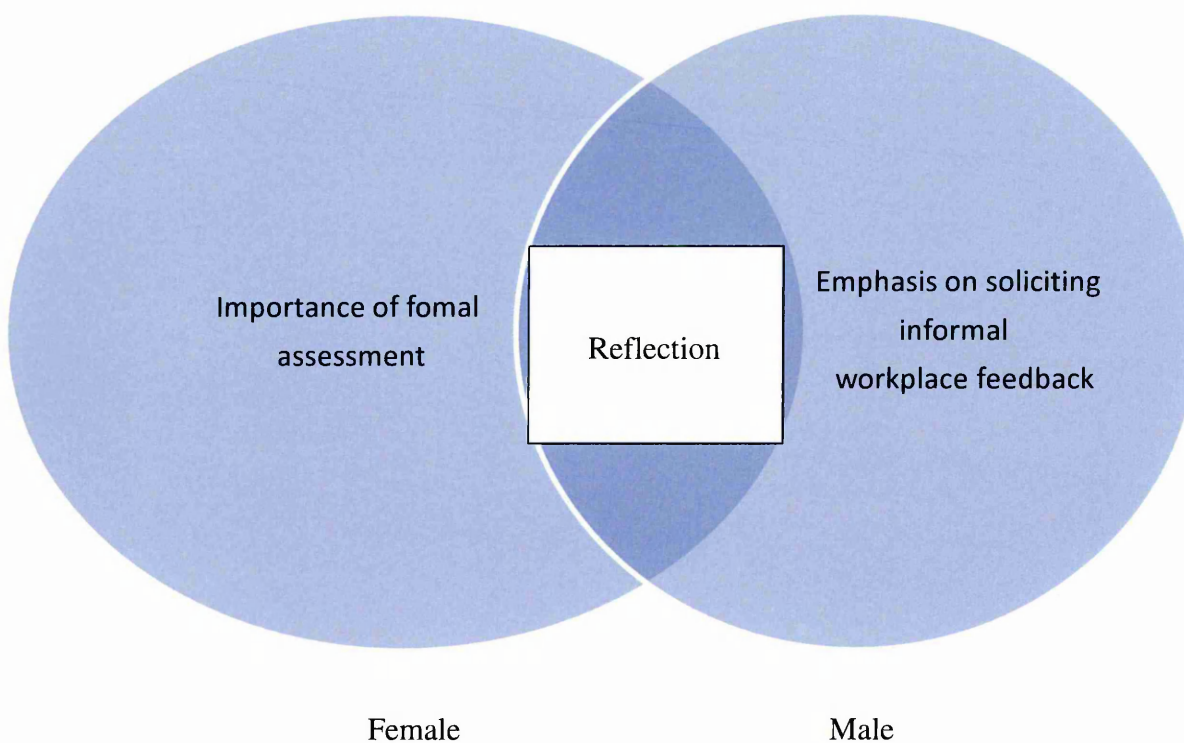 Importance of fomal
assessment
Reflection
Emphasis on soliciting
informal
workplace feedback
Female
Male